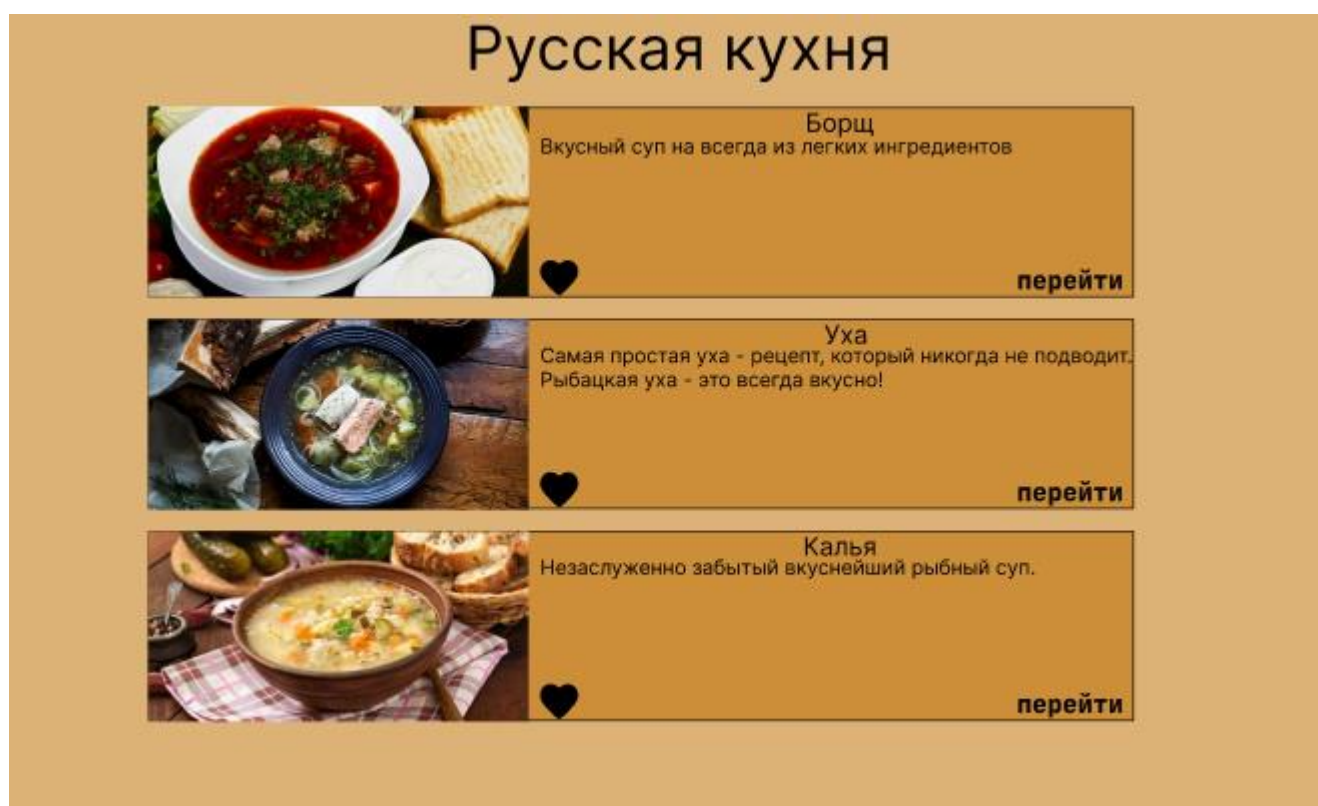 Русская кухня
Борщ
Вкусный суп на всегда из легких ингредиентов
перейти
Уха
Самая простая уха - рецепт, который никогда не подводит.
Рыбацкая уха - это всегда вкусно!
перейти
Калья
Незаслуженно забытый вкуснейший рыбный суп.
перейти